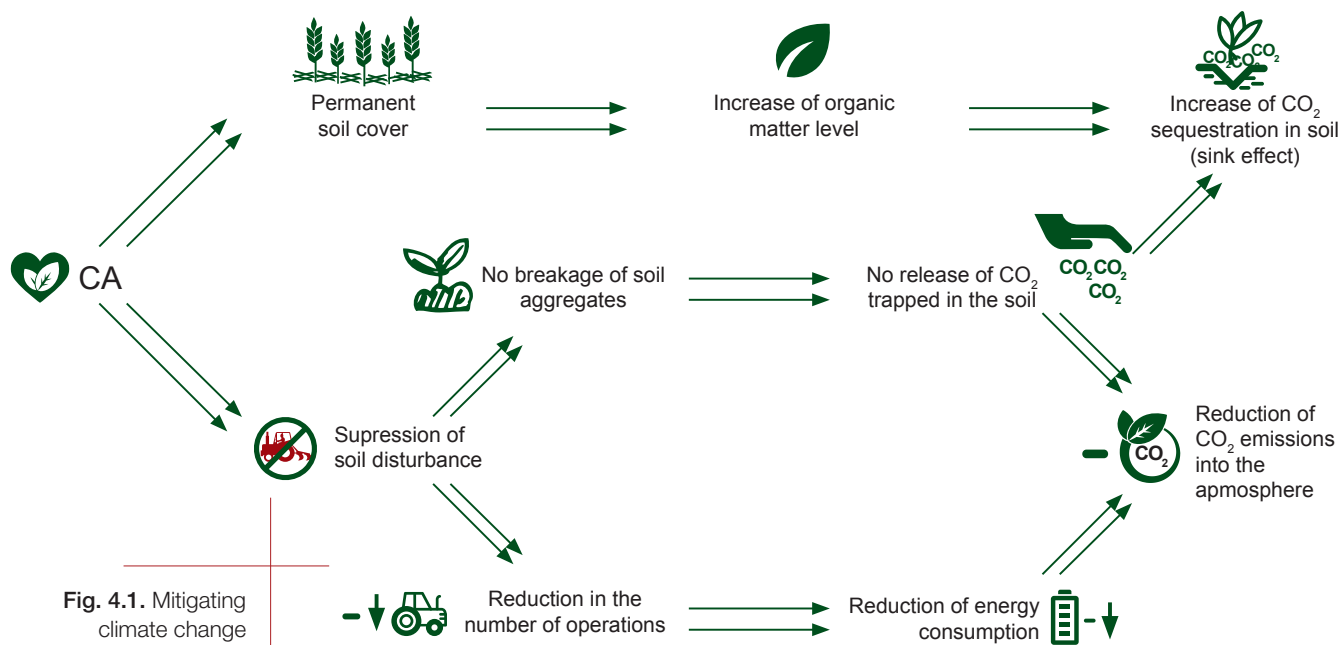 Permanent
soil cover
Increase of organic
matter level
CO₂CO₂ CO₂
Increase of CO₂
sequestration in soil
(sink effect)
CA
No breakage of soil
aggregates
No release of CO₂
trapped in the soil
CO₂CO₂
CO₂
Supression of
soil disturbance
CO₂
Reduction of
CO₂ emissions
into the
apmosphere
Fig. 4.1. Mitigating
climate change
Reduction in the
number of operations
Reduction of energy
consumption